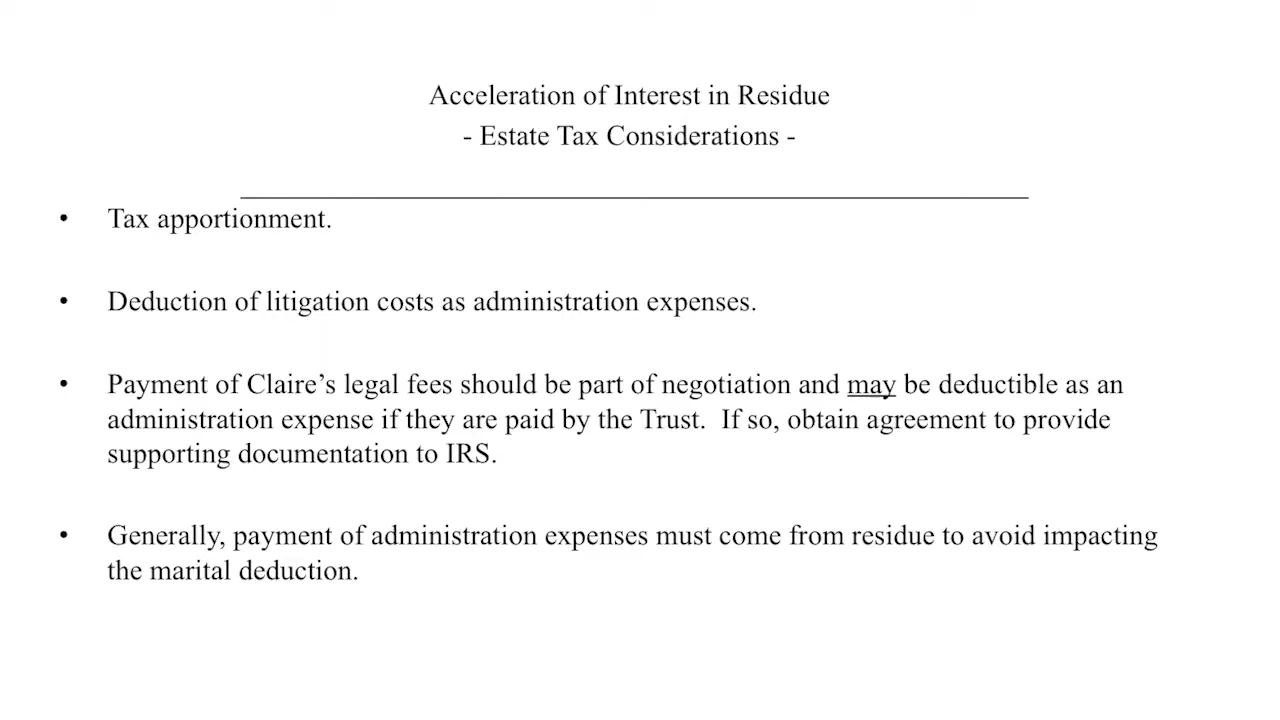 Acceleration of Interest in Residue
- Estate Tax Considerations -
• Tax apportionment.
• Deduction of litigation costs as administration expenses.
• Payment of Claire’s legal fees should be part of negotiation and may be deductible as an
administration expense if they are paid by the Trust.  If so, obtain agreement to provide
supporting documentation to IRS.
• Generally, payment of administration expenses must come from residue to avoid impacting
the marital deduction.